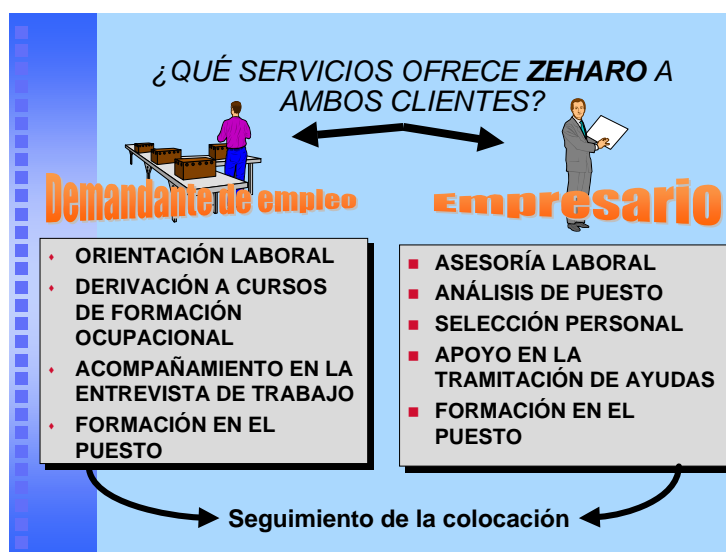 ¿QUÉ SERVICIOS OFRECE ZEHARO A
AMBOS CLIENTES?
Demandante de empleo
ORIENTACIÓN LABORAL
DERIVACIÓN A CURSOS
DE FORMACIÓN
OCUPACIONAL
ACOMPAÑAMIENTO EN LA
ENTREVISTA DE TRABAJO
FORMACIÓN EN EL
PUESTO
Empresario
ASESORÍA LABORAL
ANÁLISIS DE PUESTO
SELECCIÓN PERSONAL
APOYO EN LA
TRAMITACIÓN DE AYUDAS
FORMACIÓN EN EL
PUESTO
Seguimiento de la colocación